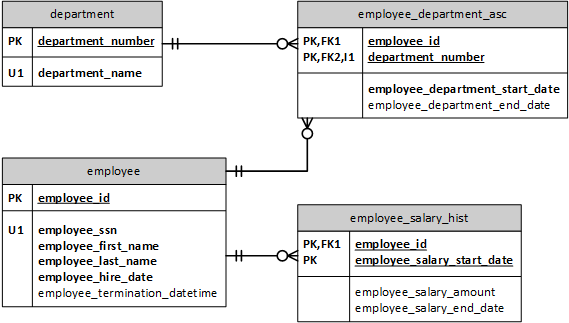 department
PK department_number
U1 department_name
employee_department_asc
PK,FK1 employee_id
PK,FK2,I1 department_number
employee_department_start_date
employee_department_end_date
employee
PK employee_id
U1 employee_ssn
employee_first_name
employee_last_name
employee_hire_date
employee_termination_datetime
employee_salary_hist
PK,FK1 employee_id
PK employee_salary_start_date
employee_salary_amount
employee_salary_end_date